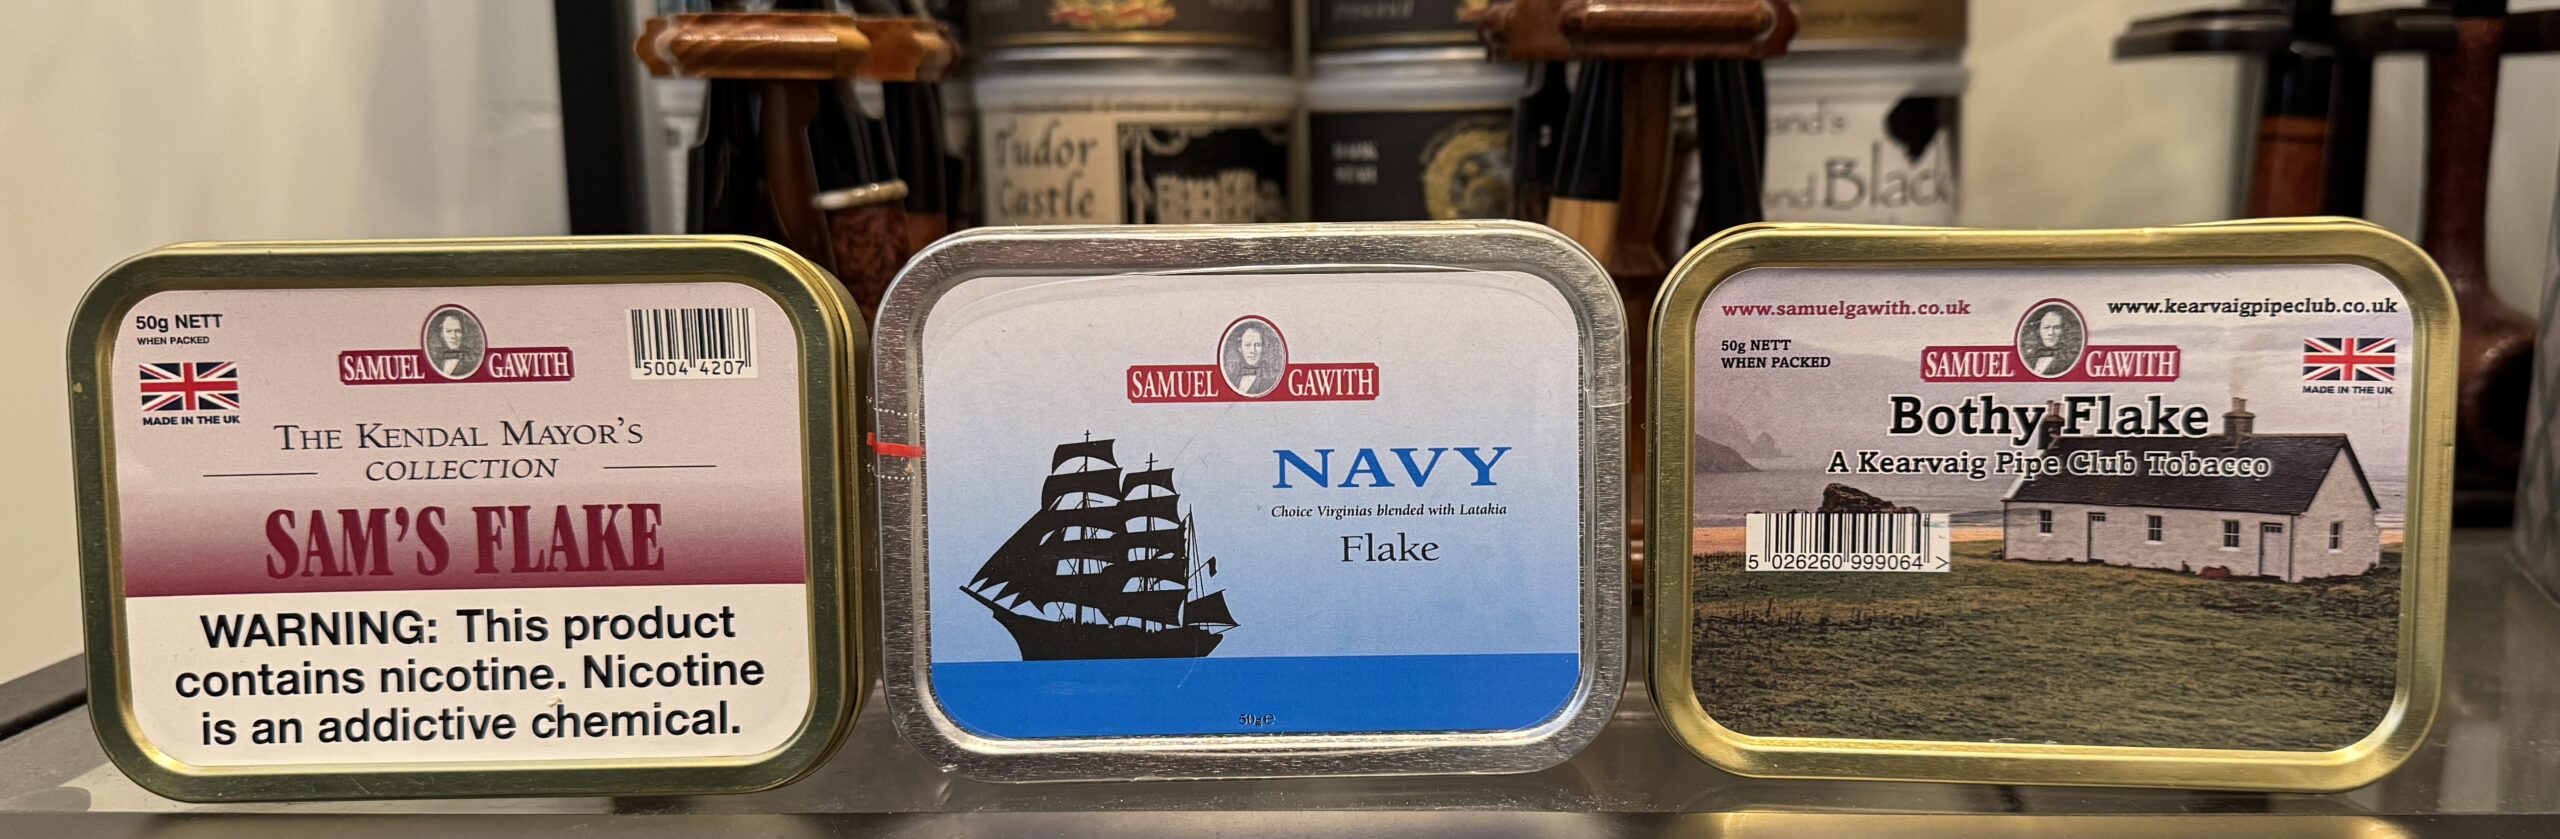 Tudor
Castle
DARK
STAR
and's
Black
50g NETT
WHEN PACKED
MADE IN THE UK
SAMUEL GAWITH
5004 4207
THE KENDAL MAYOR'S
COLLECTION
SAM'S FLAKE
WARNING: This product
contains nicotine. Nicotine
is an addictive chemical.
SAMUEL GAWITH
NAVY
Choice Virginias blended with Latakia
Flake
50g℮
www.samuelgawith.co.uk
www.kearvaigpipeclub.co.uk
50g NETT
WHEN PACKED
SAMUEL GAWITH
MADE IN THE UK
Bothy Flake
A Kearvaig Pipe Club Tobacco
5 026260 999064 >